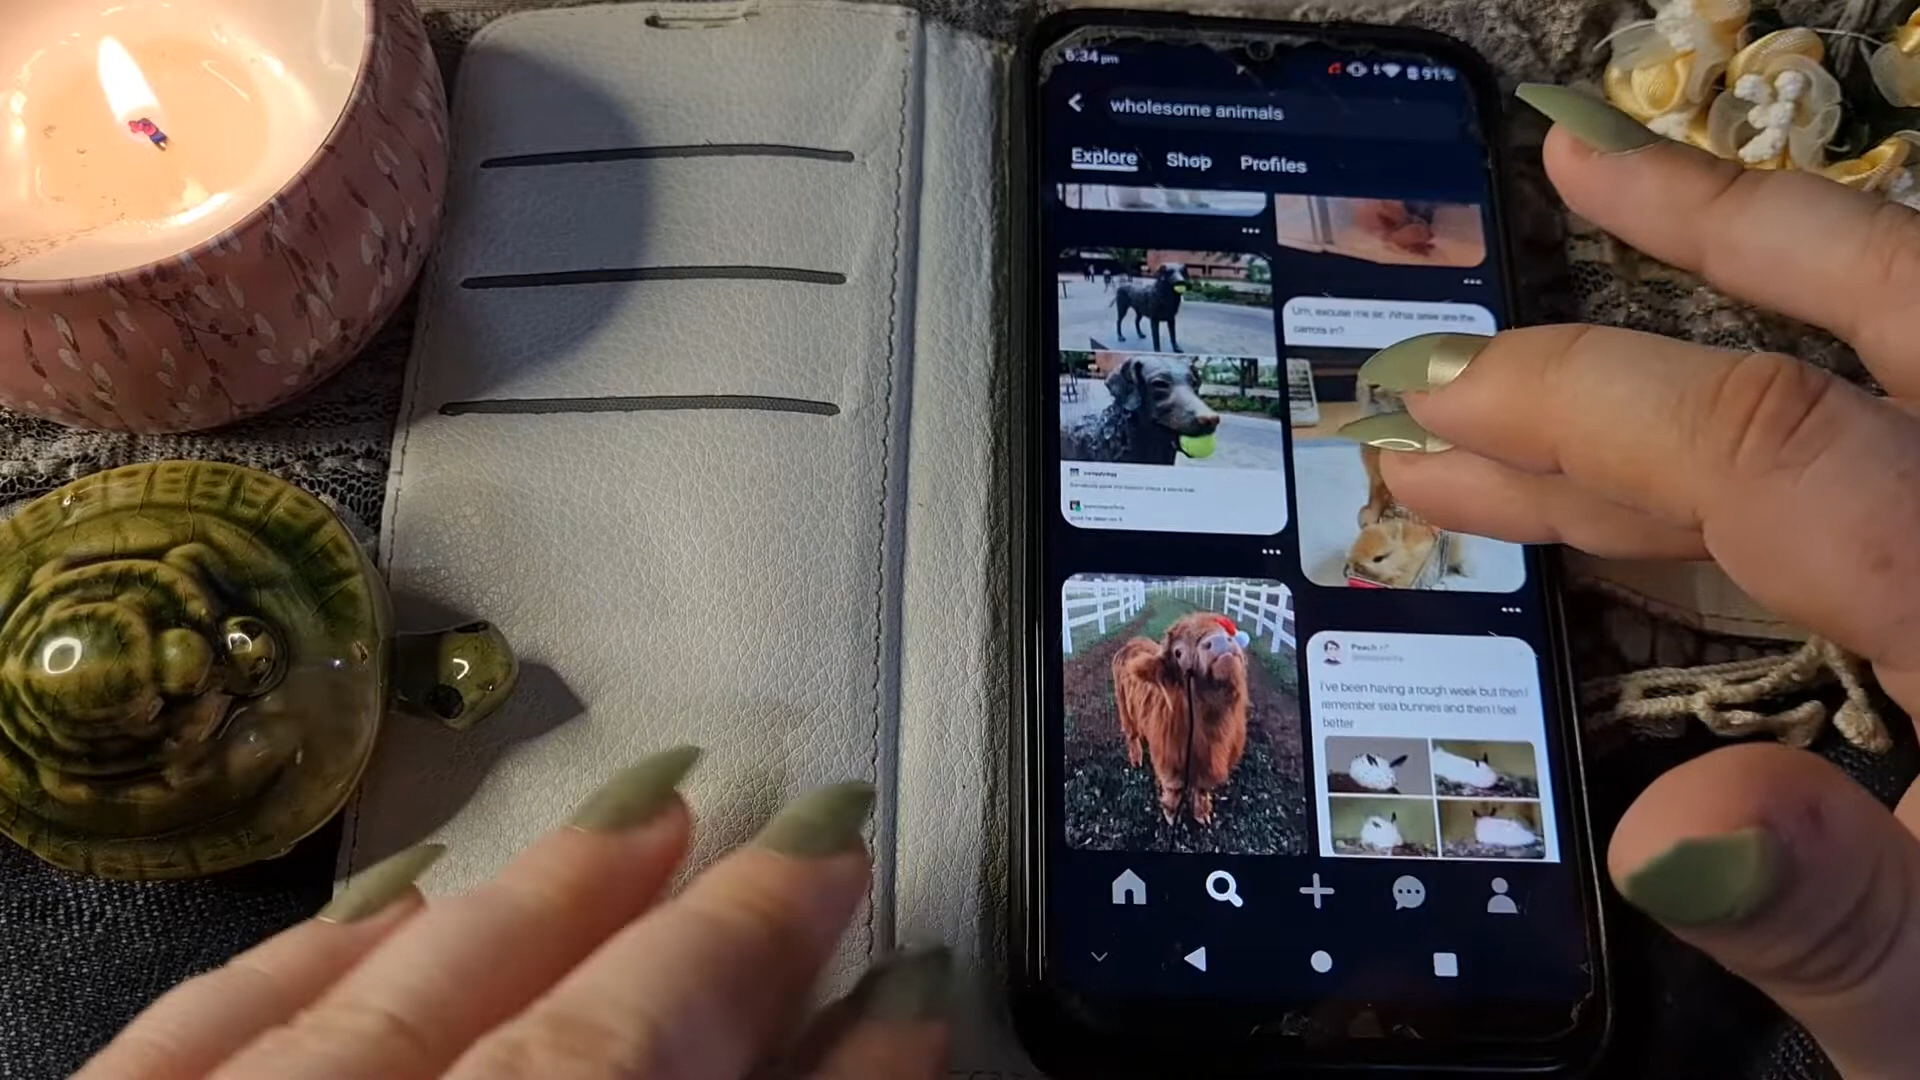 6:34 pm
91%
wholesome animals
Explore
Shop
Profiles
Um, excuse me sir. What aisle are the
carrots in?
Peach
I've been having a rough week but then I
remember sea bunnies and then I feel
better